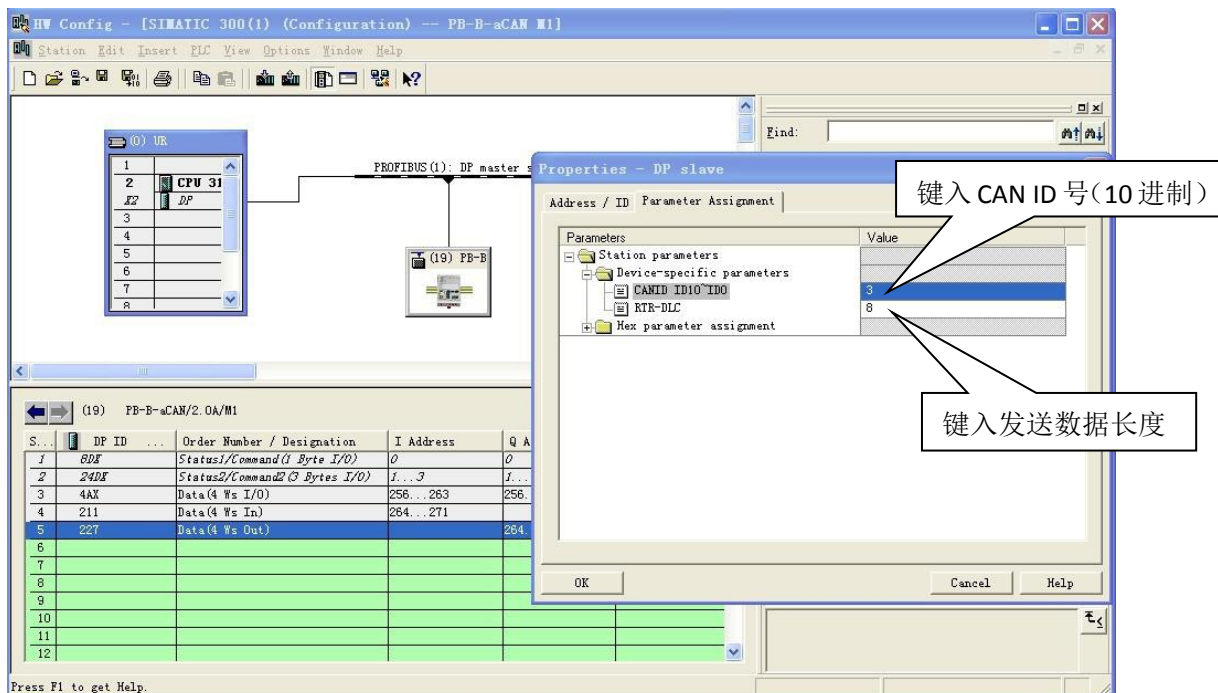 HW Config - [SIMATIC 300(1) (Configuration) -- PB-B-aCAN M1]
Station Edit Insert PLC View Options Window Help
Find:
(0) UR
1
2 CPU 31
X2 DP
3
4
5
6
7
8
PROFIBUS(1): DP master s
(19) PB-B
Properties - DP slave
Address / ID Parameter Assignment
Parameters Value
Station parameters
Device-specific parameters
CANID ID10~ID0 3
RTR-DLC 8
Hex parameter assignment
键入 CAN ID 号(10 进制)
键入发送数据长度
OK Cancel Help
(19) PB-B-aCAN/2.0A/M1
S... DP ID ... Order Number / Designation I Address Q A
1 8DX Status1/Command(1 Byte I/O) 0 0
2 24DX Status2/Command2(3 Bytes I/O) 1...3 1...
3 4AX Data(4 Ws I/O) 256...263 256.
4 211 Data(4 Ws In) 264...271
5 227 Data(4 Ws Out) 264.
6
7
8
9
10
11
12
Press F1 to get Help.